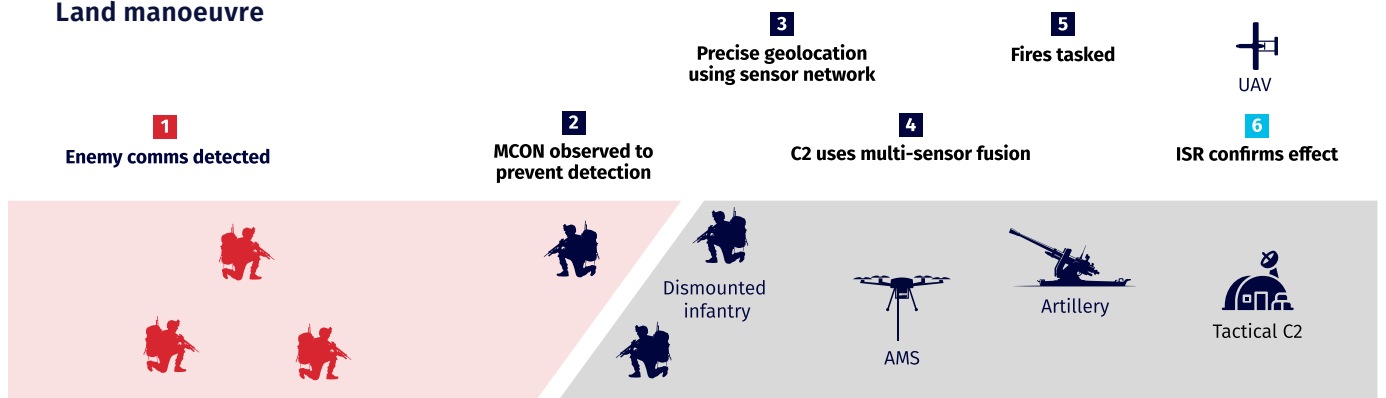 Land manoeuvre
1
Enemy comms detected
2
MCON observed to
prevent detection
3
Precise geolocation
using sensor network
4
C2 uses multi-sensor fusion
5
Fires tasked
UAV
6
ISR confirms effect
Dismounted
infantry
AMS
Artillery
Tactical C2